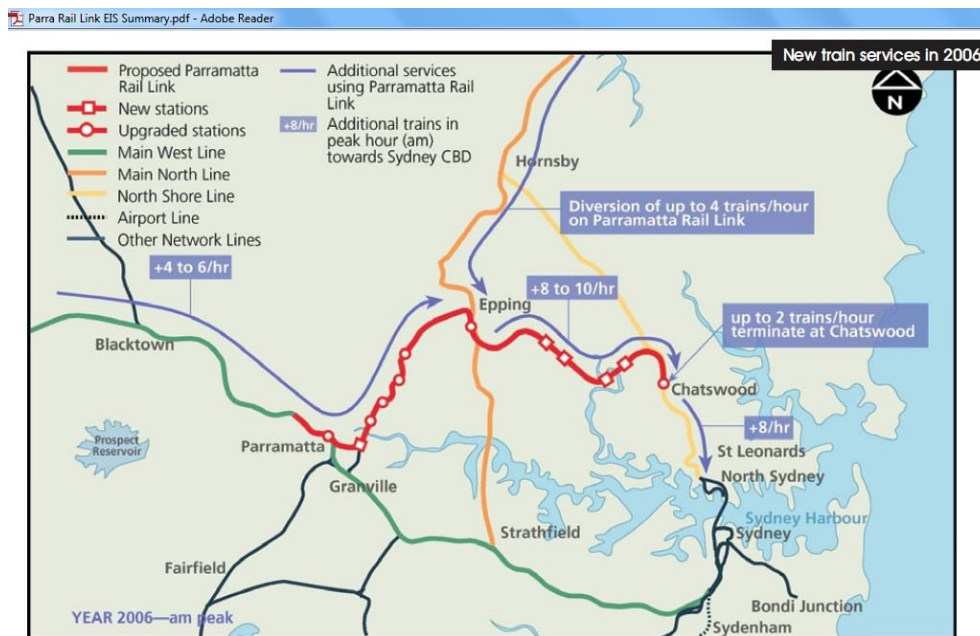 Parra Rail Link EIS Summary.pdf - Adobe Reader
New train services in 2006
Proposed Parramatta
Rail Link
New stations
Upgraded stations
Main West Line
Main North Line
North Shore Line
Airport Line
Other Network Lines
Additional services
using Parramatta Rail
Link
+8/hr
Additional trains in
peak hour (am)
towards Sydney CBD
N
Hornsby
Diversion of up to 4 trains/hour
on Parramatta Rail Link
+4 to 6/hr
+8 to 10/hr
Epping
up to 2 trains/hour
terminate at Chatswood
Blacktown
Chatswood
+8/hr
Prospect
Reservoir
Parramatta
St Leonards
North Sydney
Granville
Sydney Harbour
Strathfield
Sydney
Fairfield
YEAR 2006—am peak
Bondi Junction
Sydenham